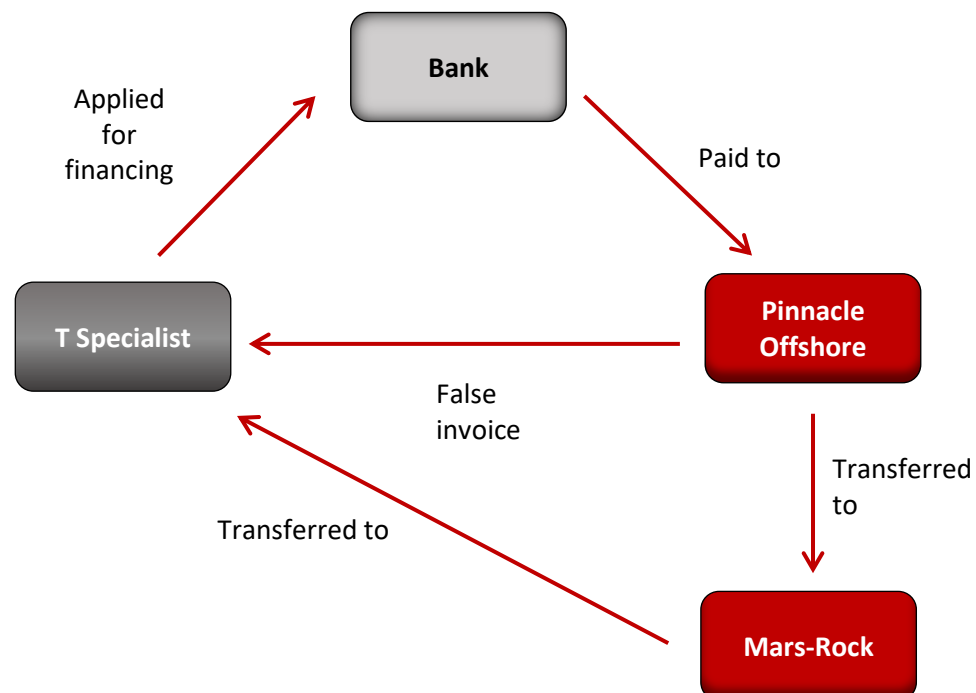 Bank
Applied
for
financing
Paid to
T Specialist
Pinnacle
Offshore
False
invoice
Transferred
to
Transferred to
Mars-Rock